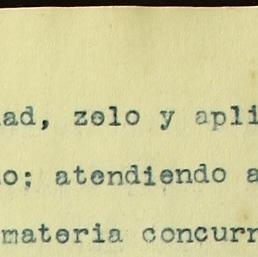 ad, zelo y apli
o; atendiendo a
materia concurr